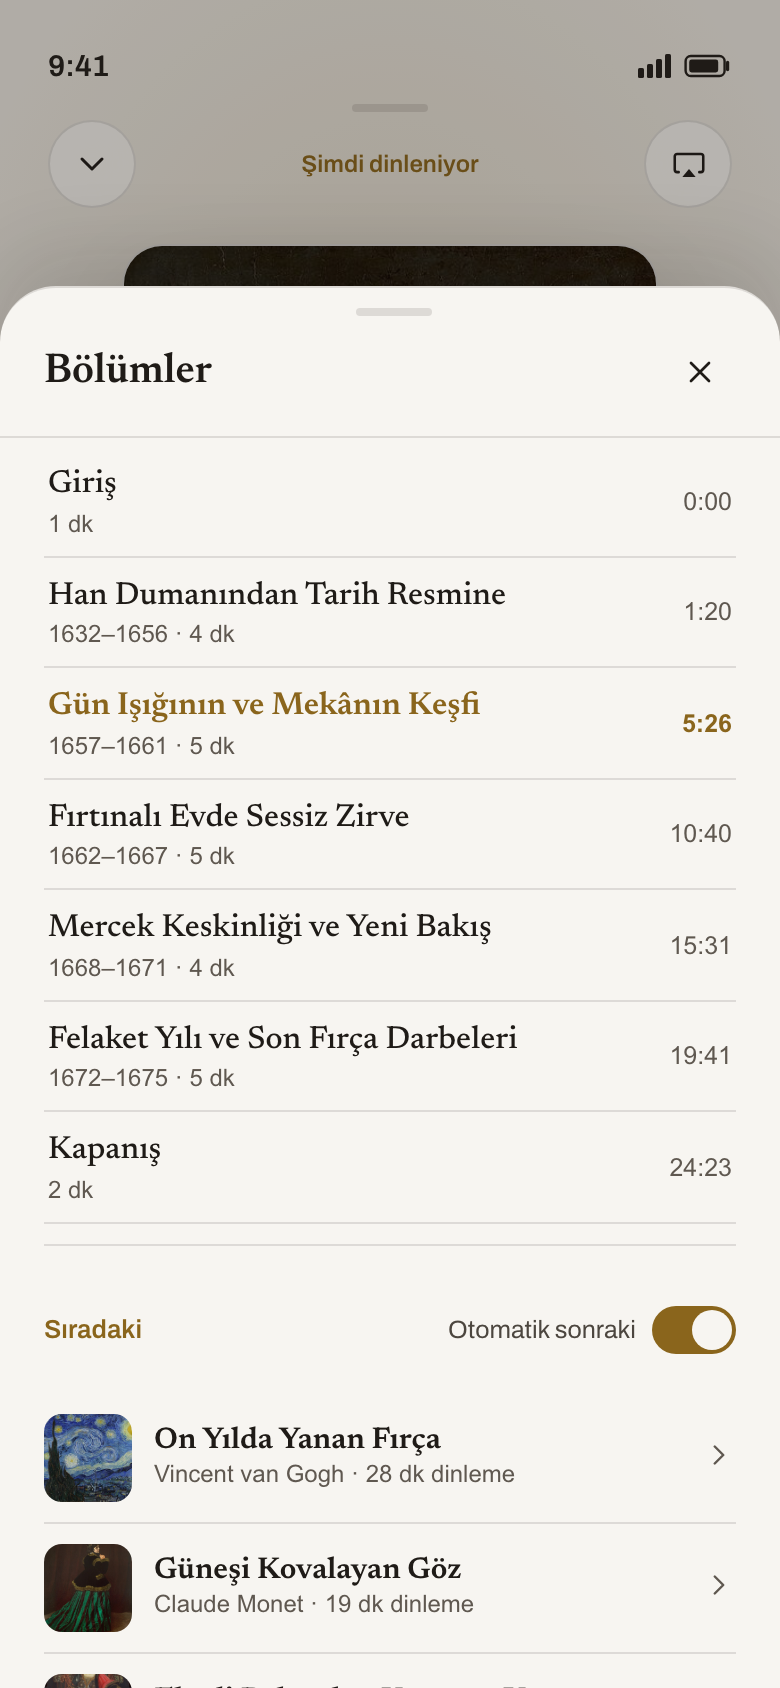 9:41
Şimdi dinleniyor
Bölümler
Giriş
1 dk
0:00
Han Dumanından Tarih Resmine
1632–1656 · 4 dk
1:20
Gün Işığının ve Mekânın Keşfi
1657–1661 · 5 dk
5:26
Fırtınalı Evde Sessiz Zirve
1662–1667 · 5 dk
10:40
Mercek Keskinliği ve Yeni Bakış
1668–1671 · 4 dk
15:31
Felaket Yılı ve Son Fırça Darbeleri
1672–1675 · 5 dk
19:41
Kapanış
2 dk
24:23
Sıradaki
Otomatik sonraki
On Yılda Yanan Fırça
Vincent van Gogh · 28 dk dinleme
Güneşi Kovalayan Göz
Claude Monet · 19 dk dinleme